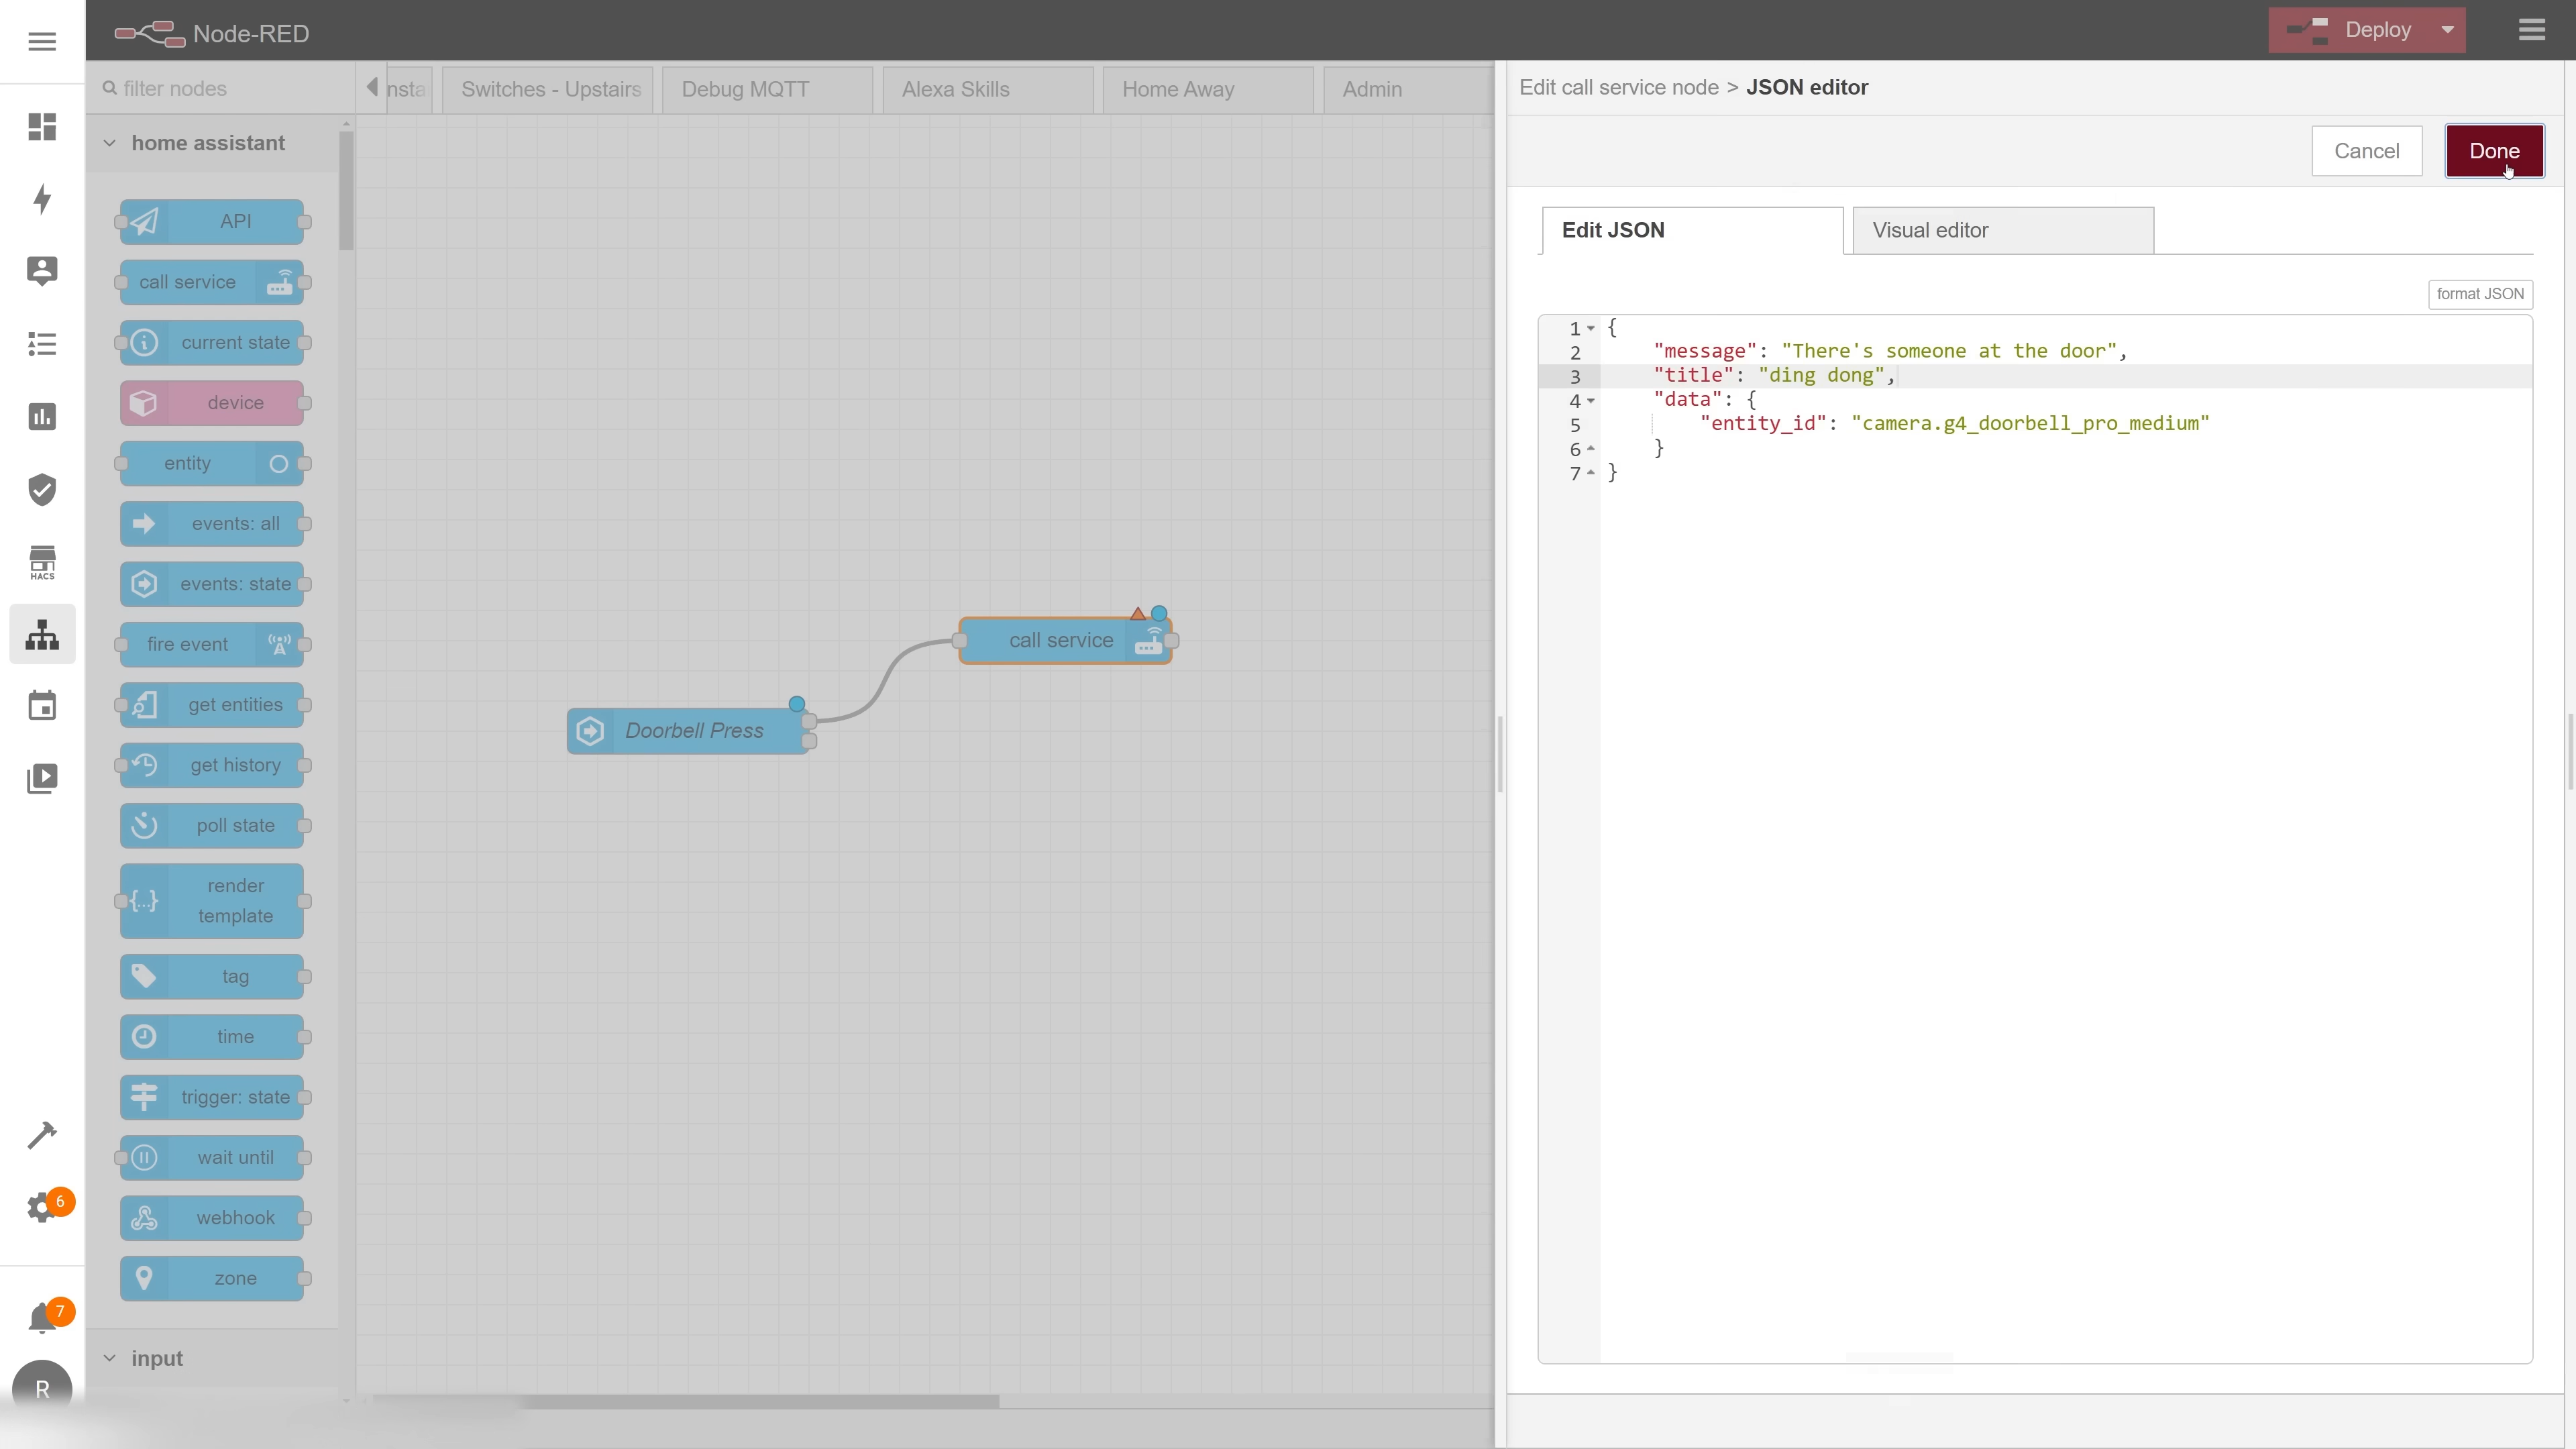 Node-RED
Deploy
filter nodes
nsta
Switches - Upstairs
Debug MQTT
Alexa Skills
Home Away
Admin
Edit call service node > JSON editor
Cancel
Done
home assistant
API
call service
current state
device
entity
events: all
events: state
fire event
get entities
get history
poll state
render
template
tag
time
trigger: state
wait until
webhook
zone
input
HACS
6
7
R
call service
Doorbell Press
Edit JSON
Visual editor
format JSON
1 {
2 "message": "There's someone at the door",
3 "title": "ding dong",
4 "data": {
5 "entity_id": "camera.g4_doorbell_pro_medium"
6 }
7 }